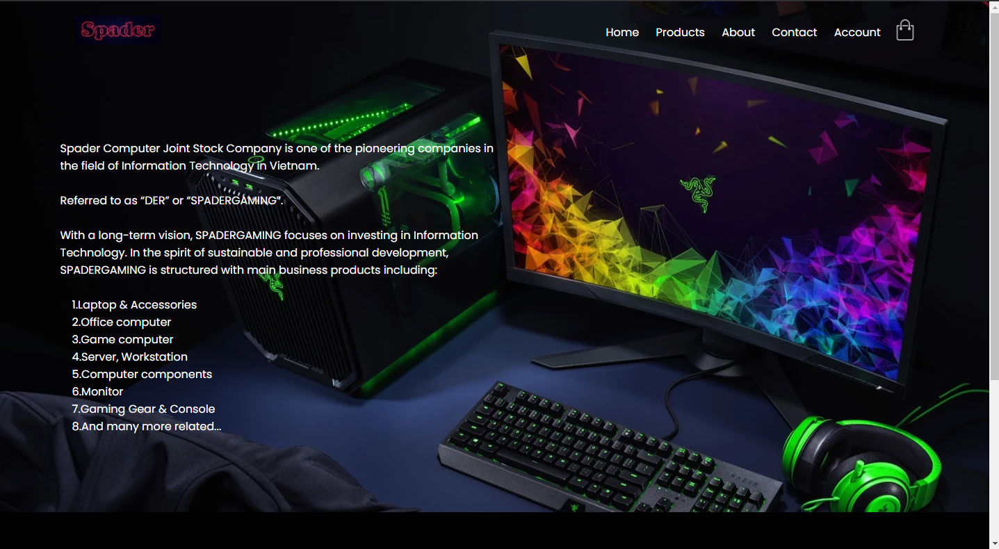 Spader
Home Products About Contact Account
Spader Computer Joint Stock Company is one of the pioneering companies in
the field of Information Technology in Vietnam.
Referred to as “DER” or “SPADERGAMING”.
With a long-term vision, SPADERGAMING focuses on investing in Information
Technology. In the spirit of sustainable and professional development,
SPADERGAMING is structured with main business products including:
1.Laptop & Accessories
2.Office computer
3.Game computer
4.Server, Workstation
5.Computer components
6.Monitor
7.Gaming Gear & Console
8.And many more related...
RAZER